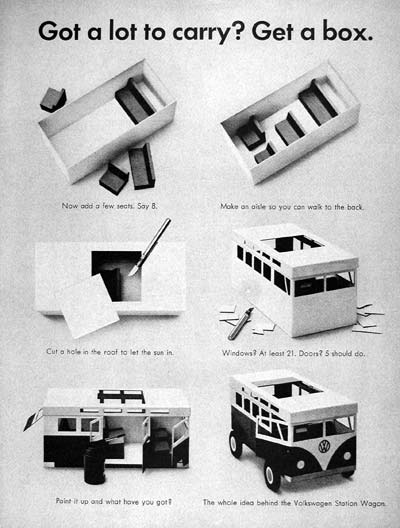 Got a lot to carry? Get a box.
Now add a few seats. Say 8.
Make an aisle so you can walk to the back.
Cut a hole in the roof to let the sun in.
Windows? At least 21. Doors? 5 should do.
Paint it up and what have you got?
The whole idea behind the Volkswagen Station Wagon.
VW